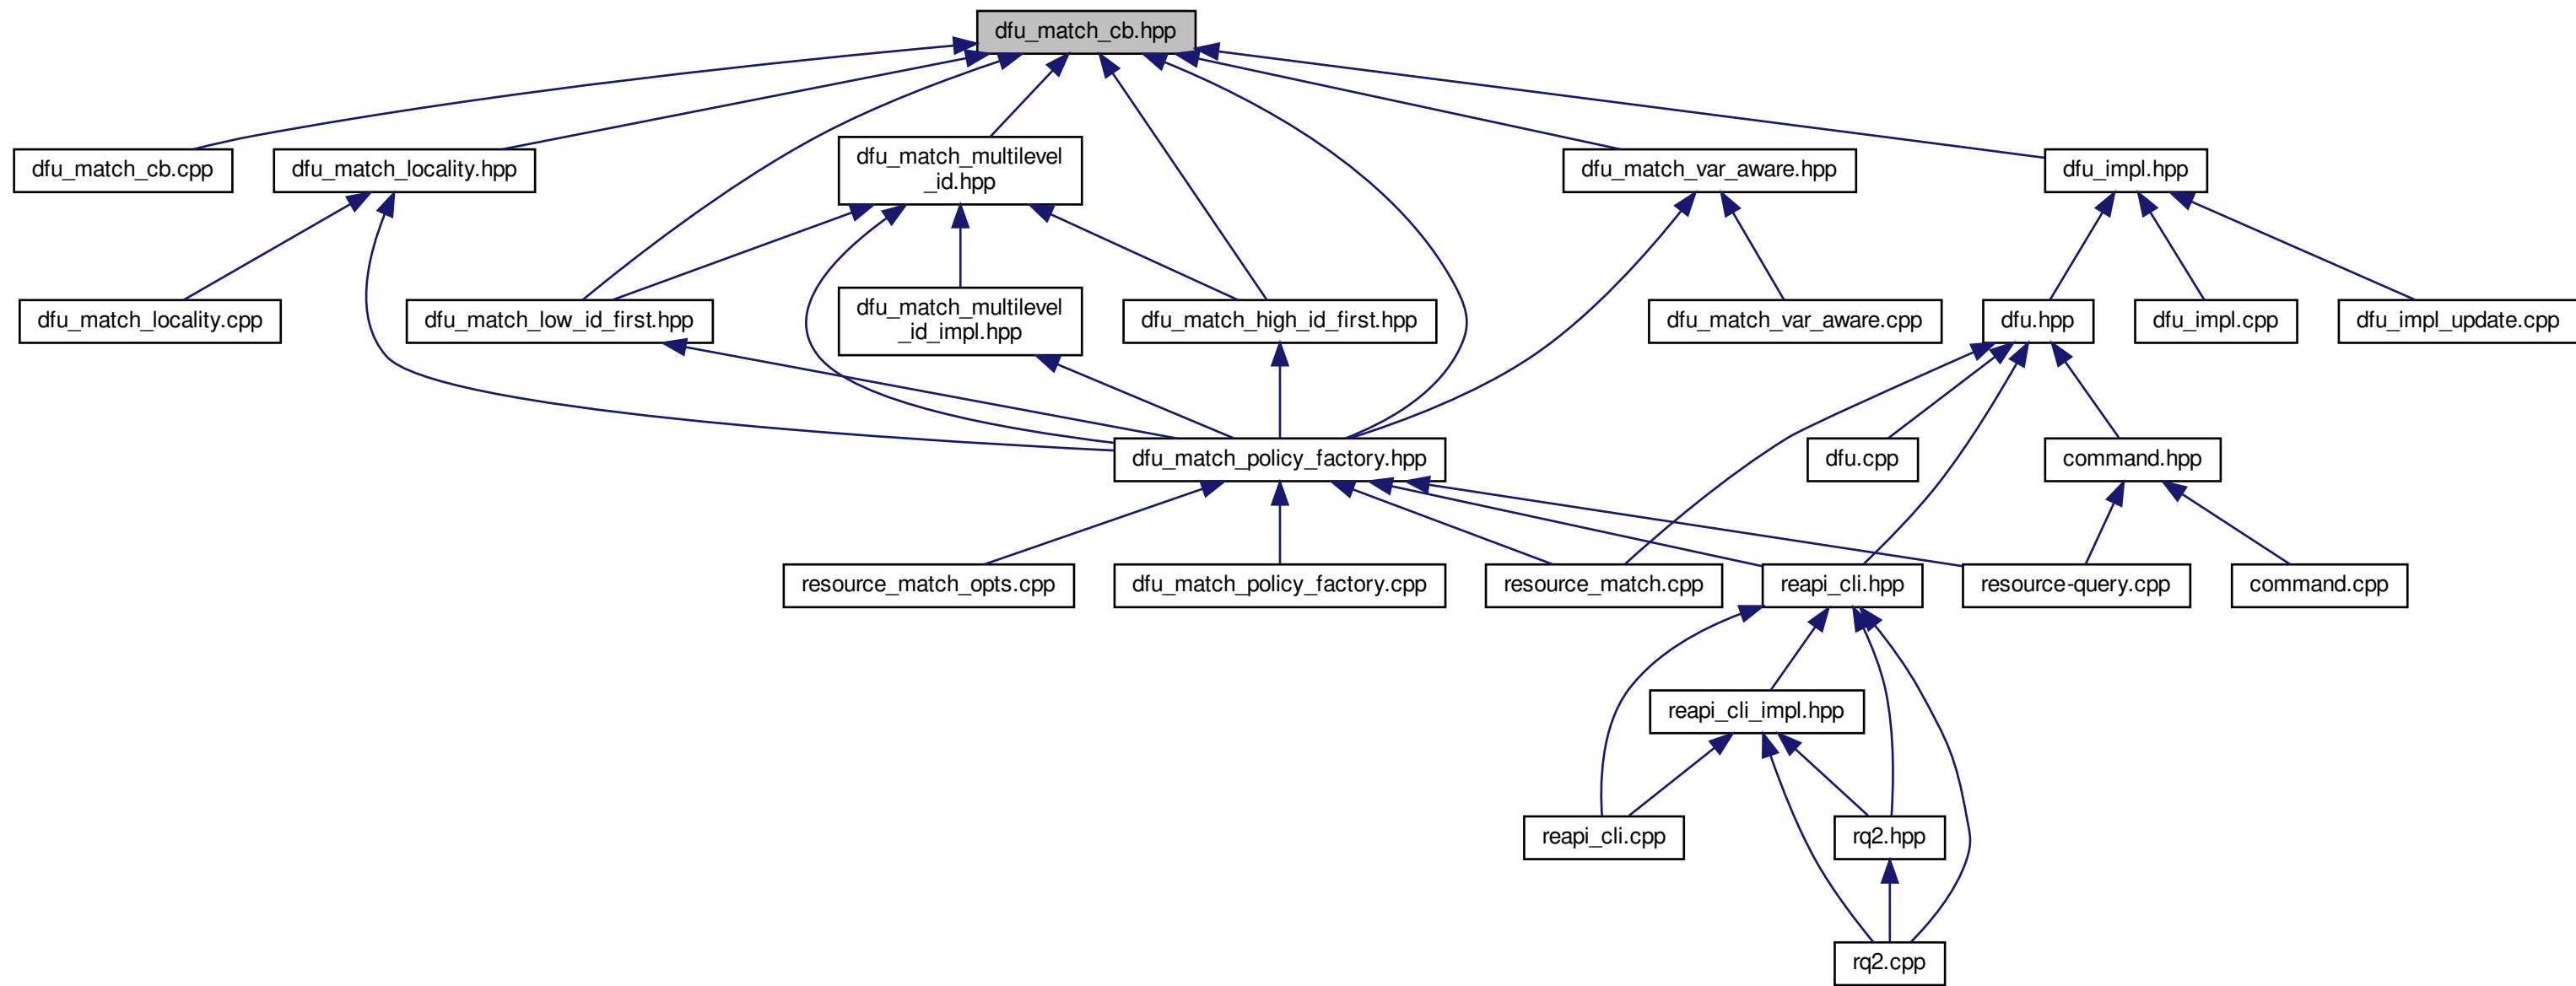 dfu_match_cb.hpp
dfu_match_cb.cpp
dfu_match_locality.hpp
dfu_match_multilevel
_id.hpp
dfu_match_var_aware.hpp
dfu_impl.hpp
dfu_match_locality.cpp
dfu_match_low_id_first.hpp
dfu_match_multilevel
_id_impl.hpp
dfu_match_high_id_first.hpp
dfu_match_var_aware.cpp
dfu.hpp
dfu_impl.cpp
dfu_impl_update.cpp
dfu_match_policy_factory.hpp
dfu.cpp
command.hpp
resource_match_opts.cpp
dfu_match_policy_factory.cpp
resource_match.cpp
reapi_cli.hpp
resource-query.cpp
command.cpp
reapi_cli_impl.hpp
reapi_cli.cpp
rq2.hpp
rq2.cpp